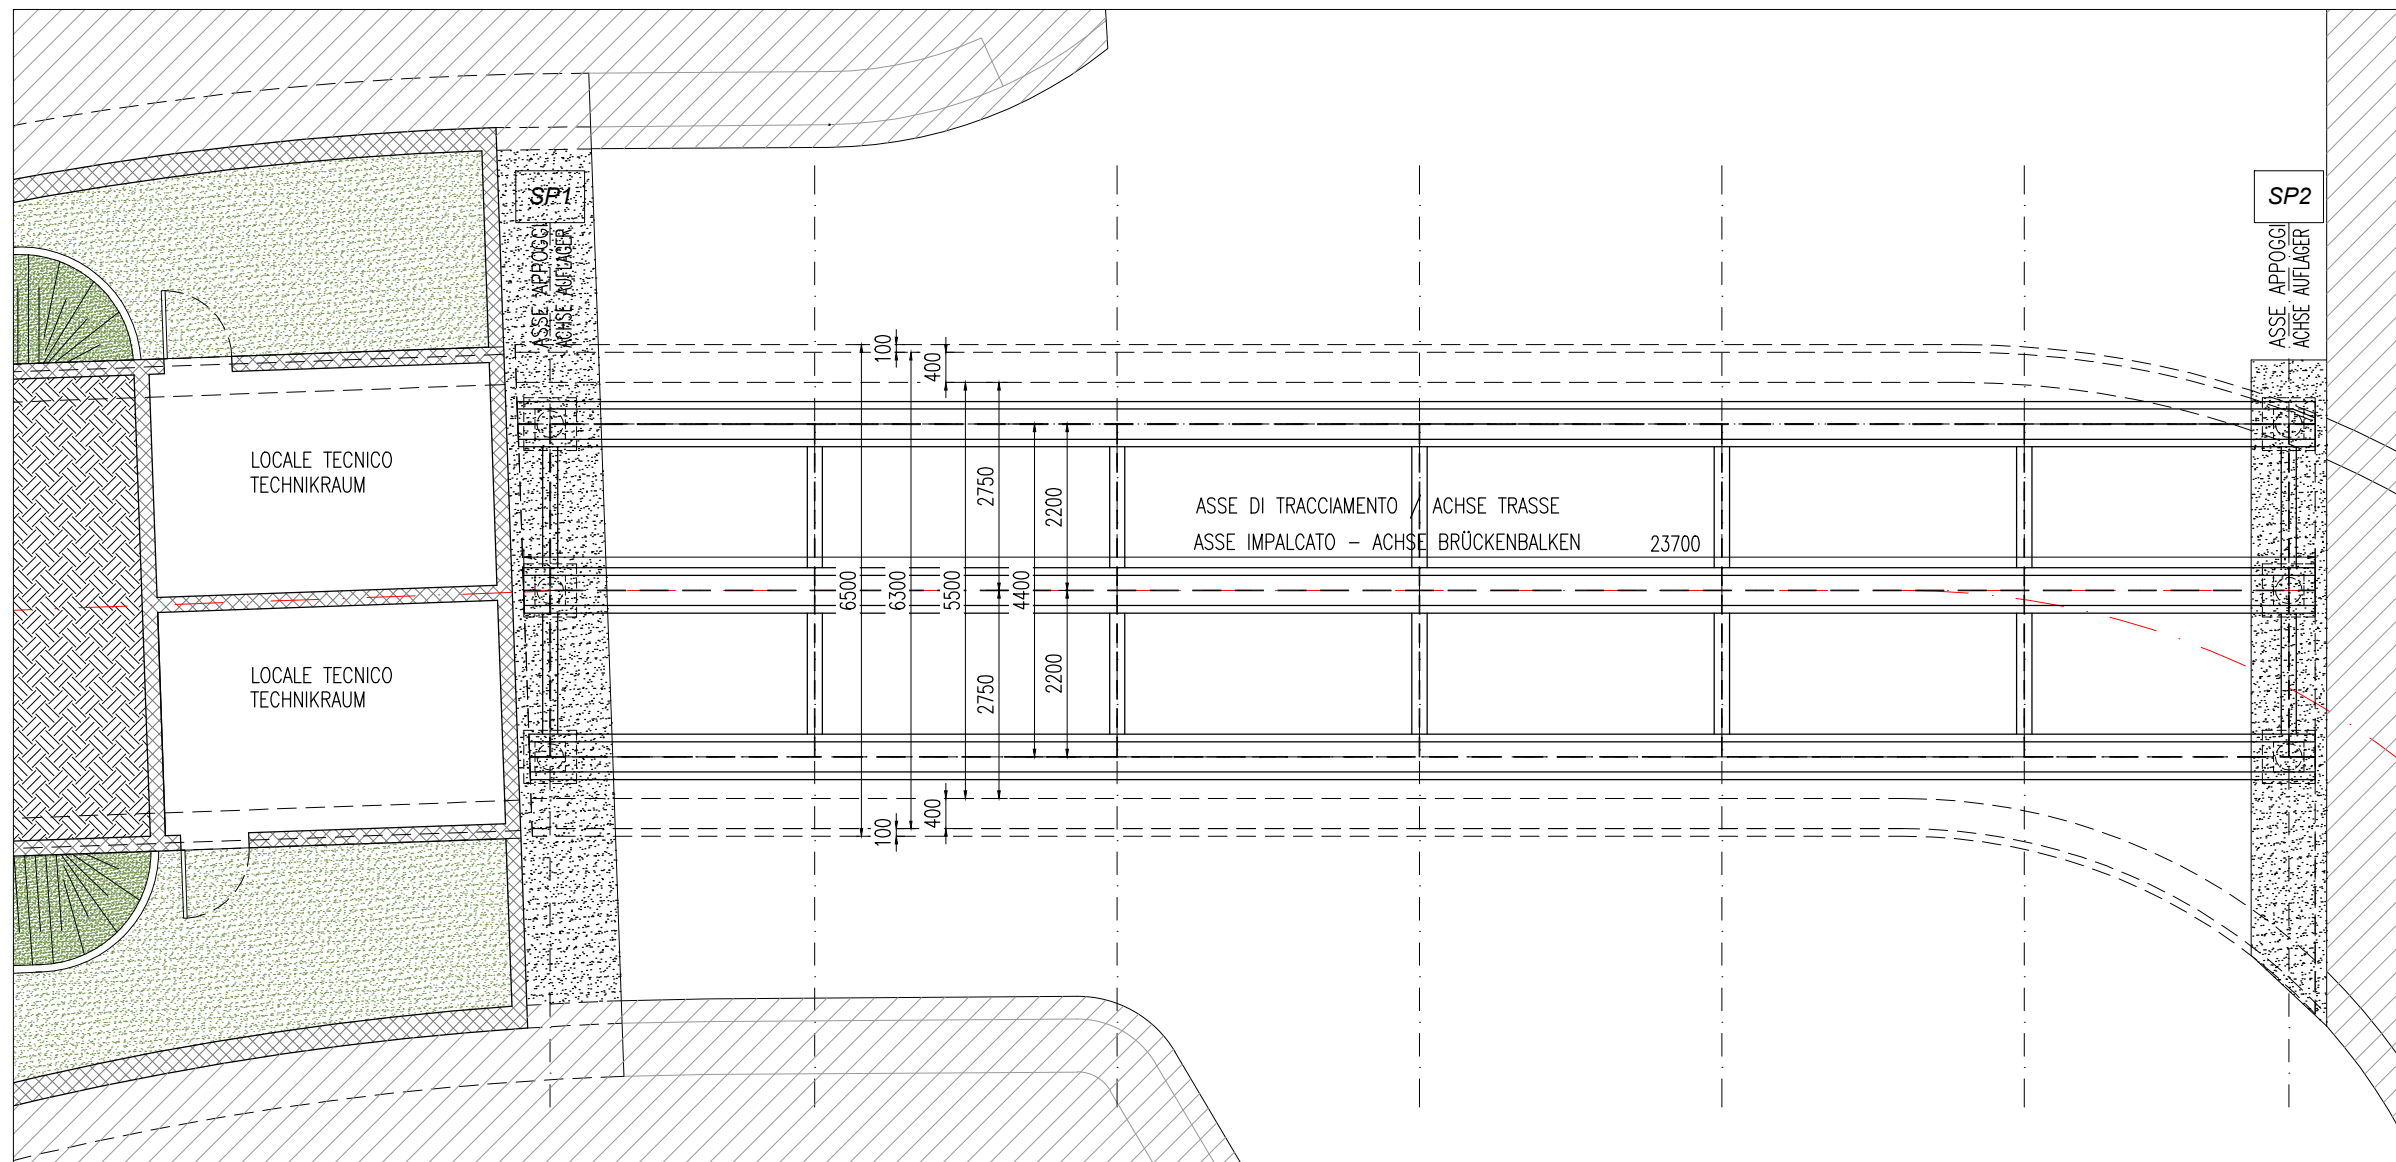 SP1
SP2
ASSE APPOGGI
ACHSE AUFLAGER
ASSE APPOGGI
ACHSE AUFLAGER
100
400
LOCALE TECNICO
TECHNIKRAUM
2750
2200
ASSE DI TRACCIAMENTO / ACHSE TRASSE
ASSE IMPALCATO – ACHSE BRÜCKENBALKEN 23700
6500
6300
5500
4400
LOCALE TECNICO
TECHNIKRAUM
2750
2200
100
400